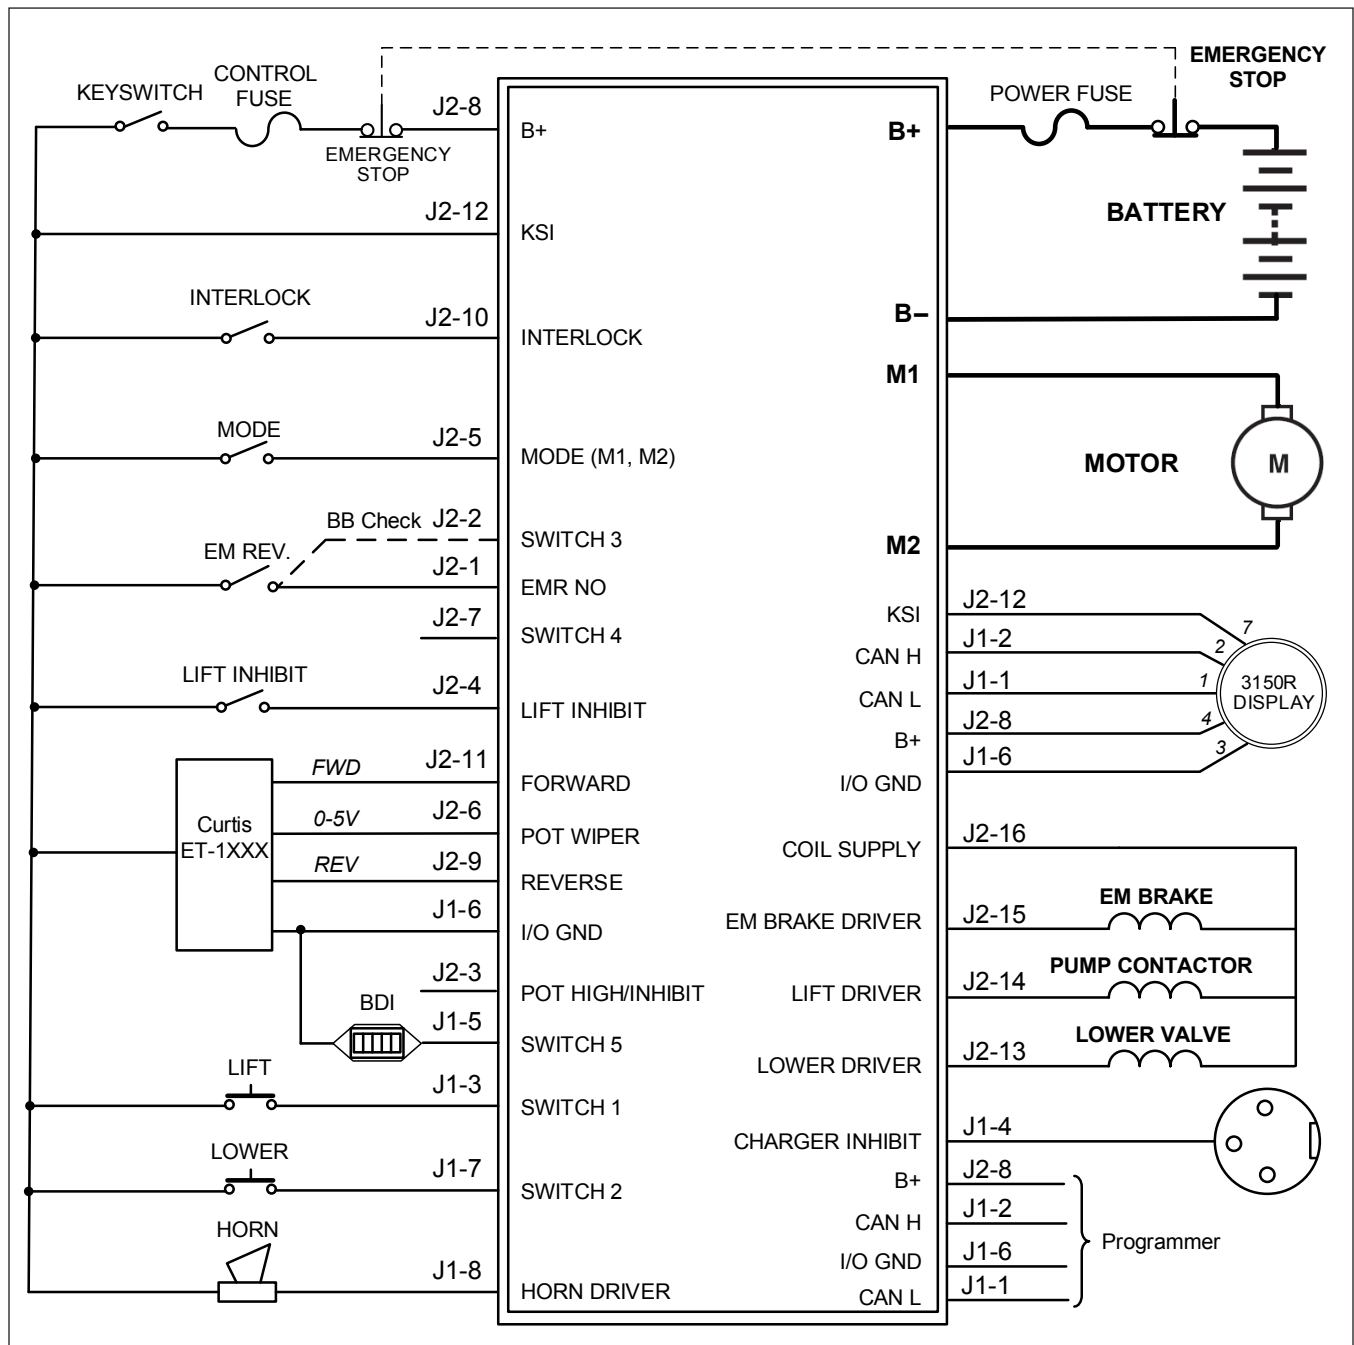 KEYSWITCH
CONTROL
FUSE
J2-8
EMERGENCY
STOP
B+
J2-12
KSI
INTERLOCK
J2-10
INTERLOCK
MODE
J2-5
MODE (M1, M2)
BB Check
J2-2
SWITCH 3
EM REV.
J2-1
EMR NO
J2-7
SWITCH 4
LIFT INHIBIT
J2-4
LIFT INHIBIT
Curtis
ET-1XXX
FWD
J2-11
FORWARD
0-5V
J2-6
POT WIPER
REV
J2-9
REVERSE
J1-6
I/O GND
J2-3
POT HIGH/INHIBIT
BDI
J1-5
SWITCH 5
LIFT
J1-3
SWITCH 1
LOWER
J1-7
SWITCH 2
HORN
J1-8
HORN DRIVER
EMERGENCY
STOP
POWER FUSE
B+
BATTERY
B–
M1
MOTOR
M
M2
KSI
J2-12
7
CAN H
J1-2
2
CAN L
J1-1
1
3150R
DISPLAY
B+
J2-8
4
I/O GND
J1-6
3
COIL SUPPLY
J2-16
EM BRAKE
EM BRAKE DRIVER
J2-15
PUMP CONTACTOR
LIFT DRIVER
J2-14
LOWER VALVE
LOWER DRIVER
J2-13
CHARGER INHIBIT
J1-4
B+
J2-8
CAN H
J1-2
Programmer
I/O GND
J1-6
CAN L
J1-1